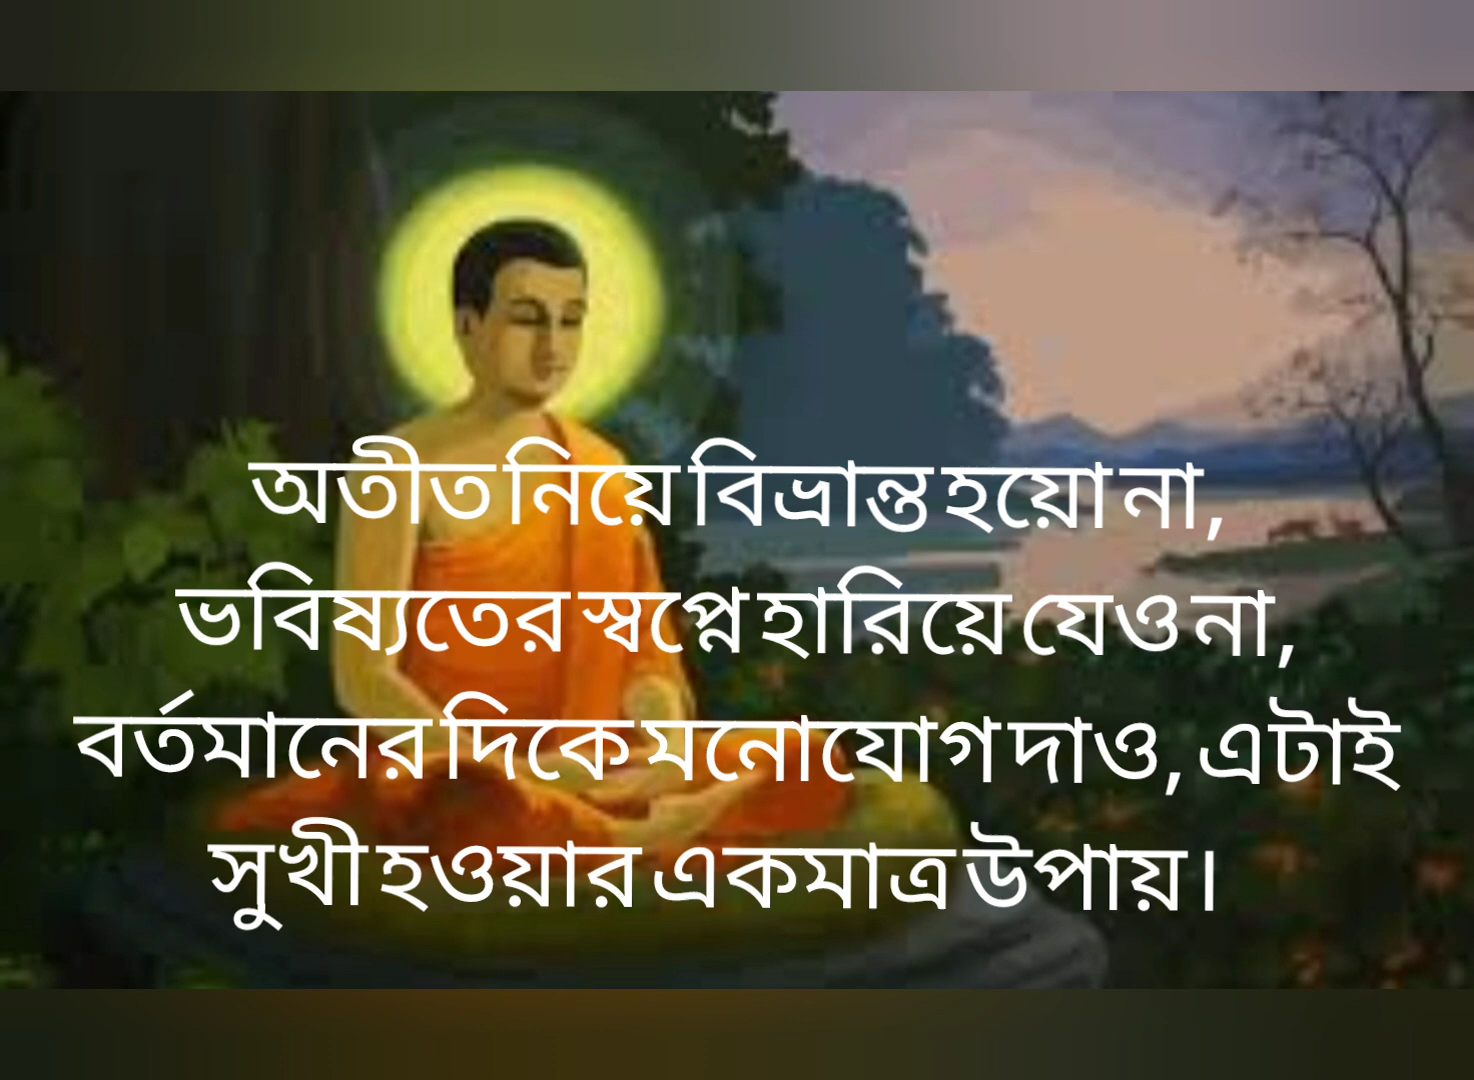 অতীত নিয়ে বিভ্রান্ত হয়ো না,
ভবিষ্যতের স্বপ্নে হারিয়ে যেও না,
বর্তমানের দিকে মনোযোগ দাও, এটাই
সুখী হওয়ার একমাত্র উপায়।